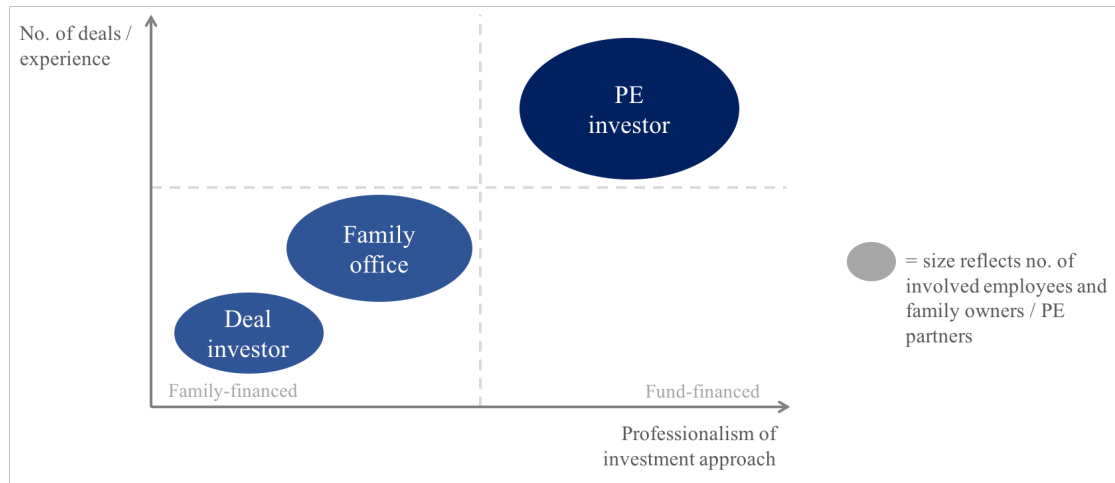 No. of deals /
experience
PE
investor
Family
office
Deal
investor
= size reflects no. of
involved employees and
family owners / PE
partners
Family-financed
Fund-financed
Professionalism of
investment approach